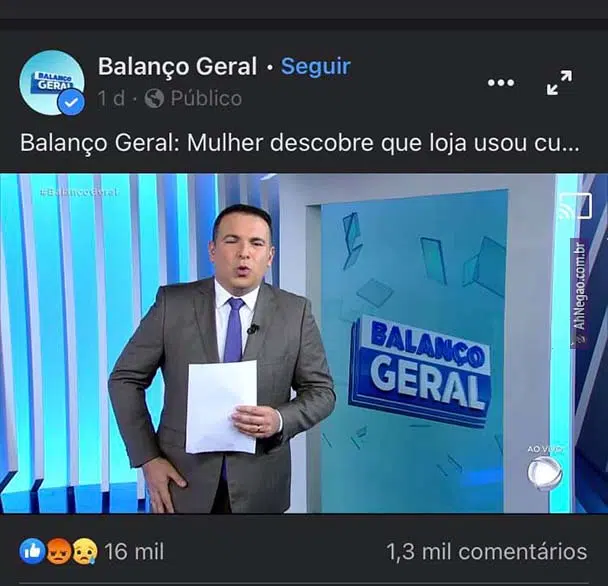 Balanço Geral • Seguir
1 d · Público
Balanço Geral: Mulher descobre que loja usou cu...
BALANÇO
GERAL
#BalancoGeral
AhNegao.com.br
BALANÇO
GERAL
AO VIVO
16 mil
1,3 mil comentários